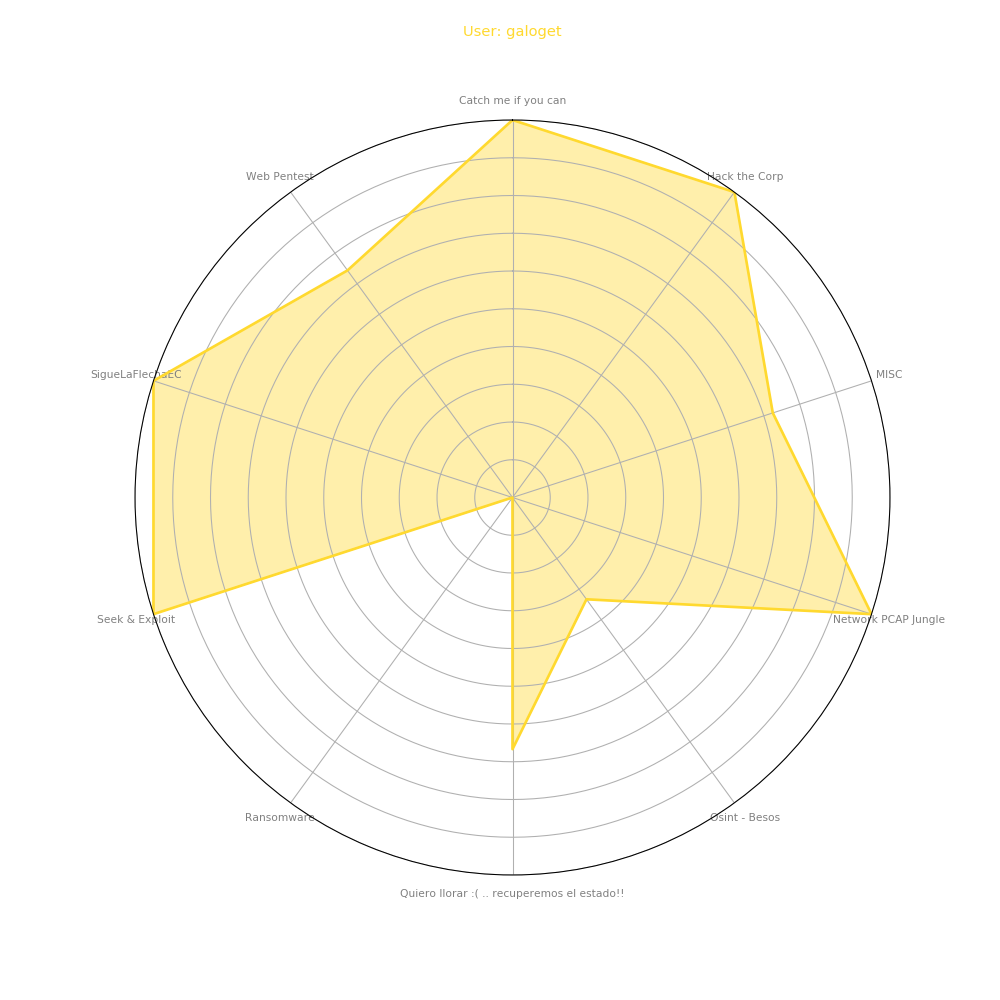 User: galoget
Catch me if you can
Web Pentest
Hack the Corp
SigueLaFlechaEC
MISC
Seek & Exploit
Network PCAP Jungle
Ransomware
Osint - Besos
Quiero llorar :( .. recuperemos el estado!!